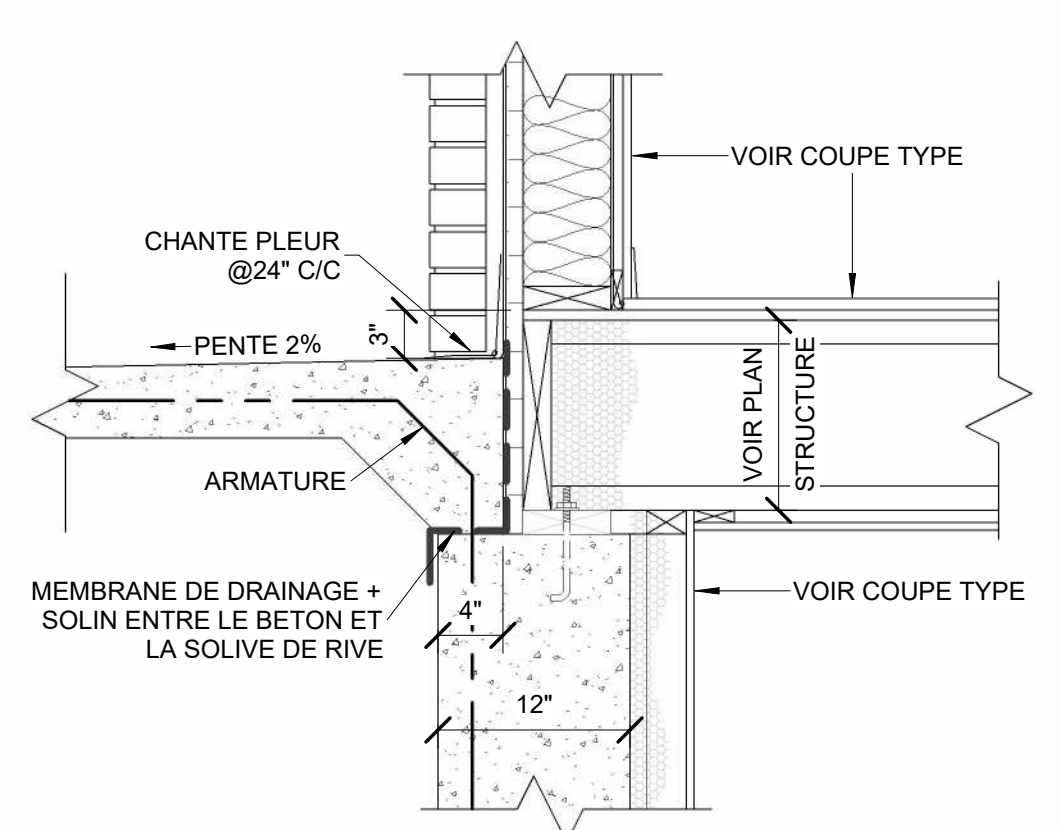 VOIR COUPE TYPE
CHANTE PLEUR
@24" C/C
3"
PENTE 2%
VOIR PLAN
STRUCTURE
ARMATURE
MEMBRANE DE DRAINAGE +
SOLIN ENTRE LE BETON ET
LA SOLIVE DE RIVE
4"
VOIR COUPE TYPE
12"